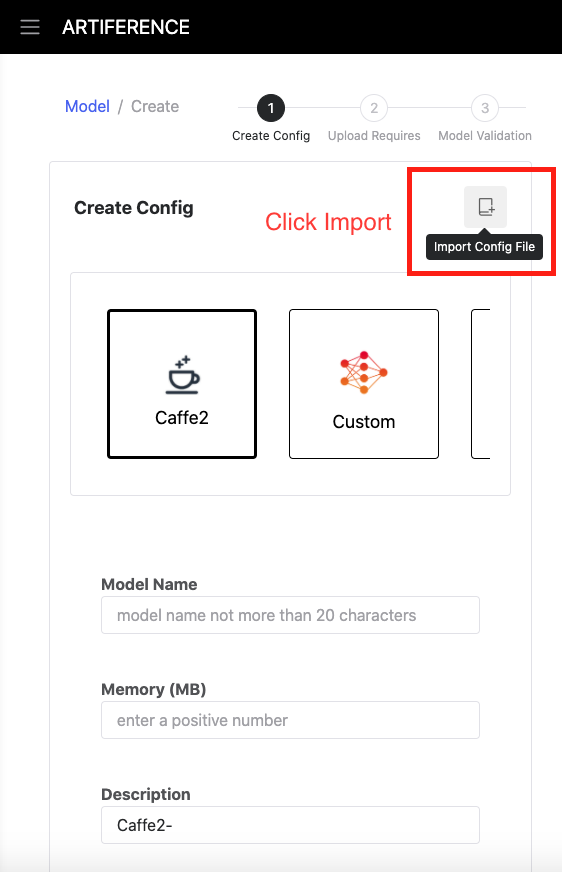 ARTIFERENCE
Model / Create
1 2 3
Create Config Upload Requires Model Validation
Create Config
Click Import
Import Config File
Caffe2
Custom
Model Name
model name not more than 20 characters
Memory (MB)
enter a positive number
Description
Caffe2-